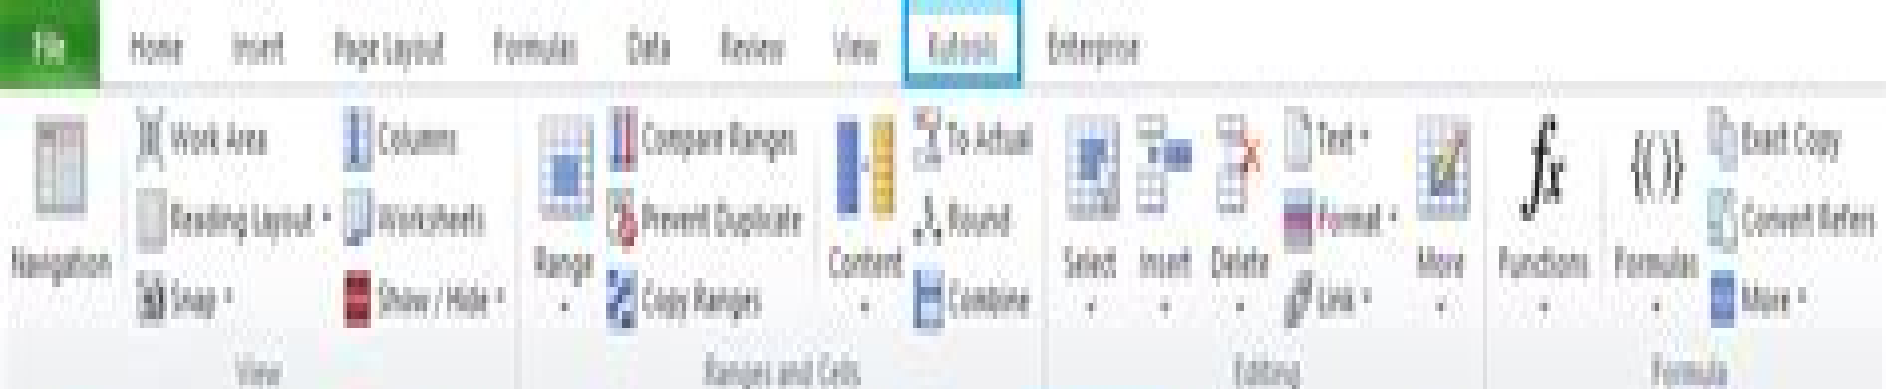 File Home Insert Page Layout Formulas Data Review View Kutools Enterprise
Work Area Columns Compare Ranges To Actual Text Exact Copy
Reading Layout Worksheets Prevent Duplicate Round Format Convert Refers
Navigation Range Content Select Insert Delete More Functions Formulas
Snap Show / Hide Copy Ranges Combine Link More
View Ranges and Cells Editing Formula